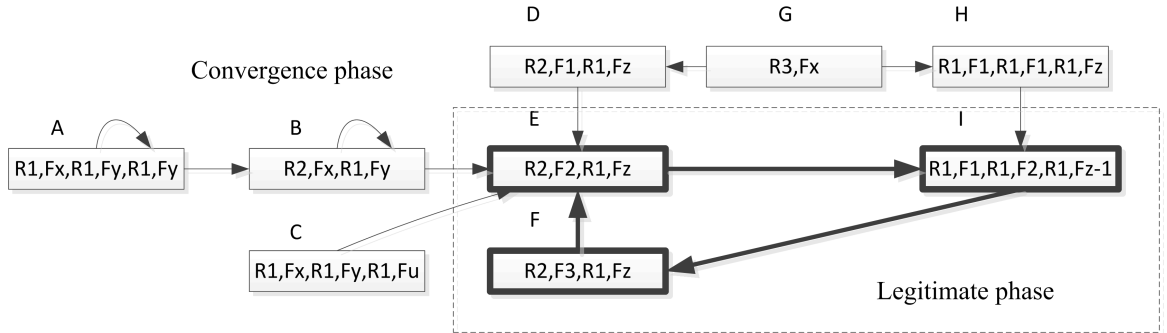 D
G
H
R2,F1,R1,Fz
R3,Fx
R1,F1,R1,F1,R1,Fz
Convergence phase
A
B
E
I
R1,Fx,R1,Fy,R1,Fy
R2,Fx,R1,Fy
R2,F2,R1,Fz
R1,F1,R1,F2,R1,Fz-1
C
F
R1,Fx,R1,Fy,R1,Fu
R2,F3,R1,Fz
Legitimate phase